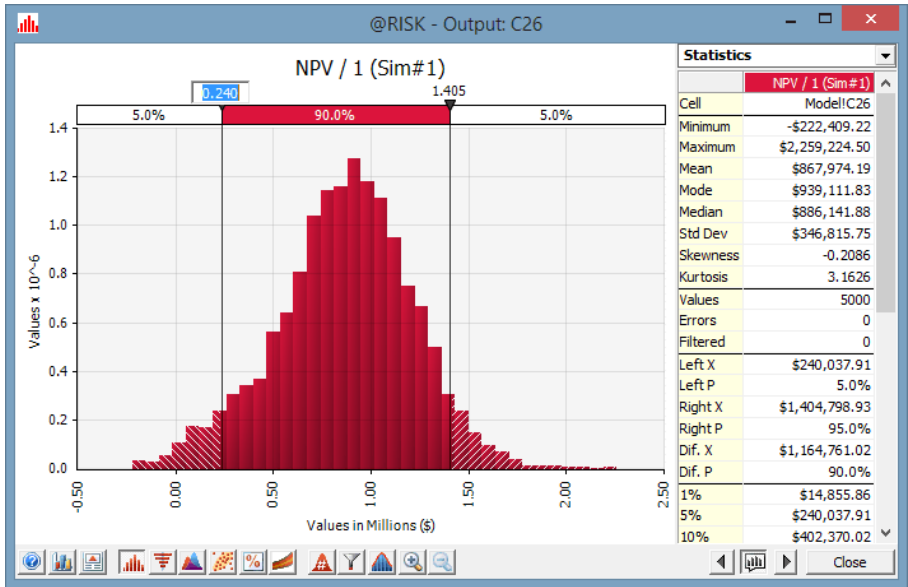 @RISK - Output: C26
NPV / 1 (Sim#1)
0.240
1.405
5.0% 90.0% 5.0%
1.4
1.2
1.0
0.8
0.6
0.4
0.2
0.0
Values x 10^-6
-0.50 0.00 0.50 1.00 1.50 2.00 2.50
Values in Millions ($)
Statistics
NPV / 1 (Sim#1)
Cell Model!C26
Minimum -$222,409.22
Maximum $2,259,224.50
Mean $867,974.19
Mode $939,111.83
Median $886,141.88
Std Dev $346,815.75
Skewness -0.2086
Kurtosis 3.1626
Values 5000
Errors 0
Filtered 0
Left X $240,037.91
Left P 5.0%
Right X $1,404,798.93
Right P 95.0%
Dif. X $1,164,761.02
Dif. P 90.0%
1% $14,855.86
5% $240,037.91
10% $402,370.02
Close